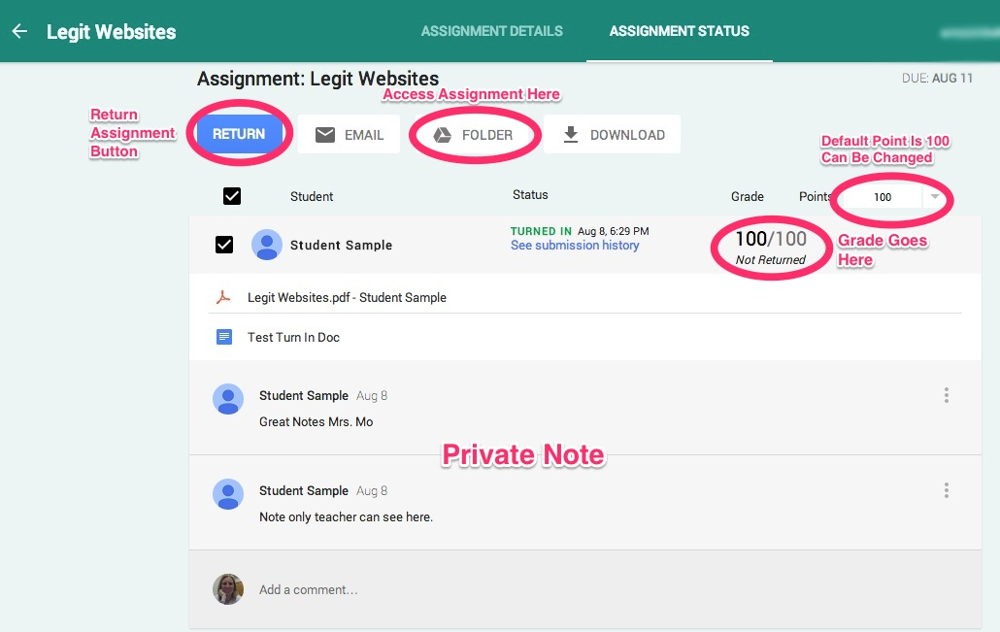 Legit Websites
ASSIGNMENT DETAILS
ASSIGNMENT STATUS
Assignment: Legit Websites
DUE: AUG 11
Access Assignment Here
Return
Assignment
Button
RETURN
EMAIL
FOLDER
DOWNLOAD
Default Point Is 100
Can Be Changed
Student
Status
Grade
Points
100
Student Sample
TURNED IN Aug 8, 6:29 PM
See submission history
100/100
Not Returned
Grade Goes
Here
Legit Websites.pdf - Student Sample
Test Turn In Doc
Student Sample Aug 8
Great Notes Mrs. Mo
Private Note
Student Sample Aug 8
Note only teacher can see here.
Add a comment...